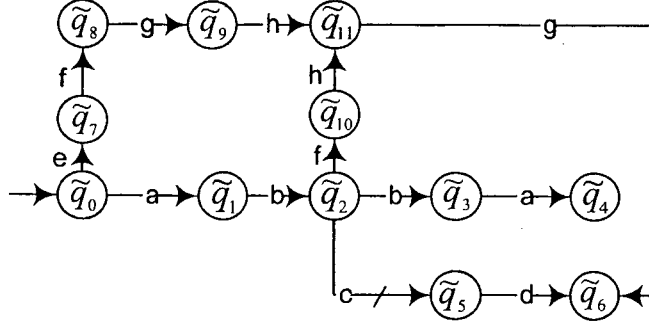 q̃₈ g q̃₉ h q̃₁₁ g
f h
q̃₇ q̃₁₀
e f
q̃₀ a q̃₁ b q̃₂ b q̃₃ a q̃₄
c q̃₅ d q̃₆